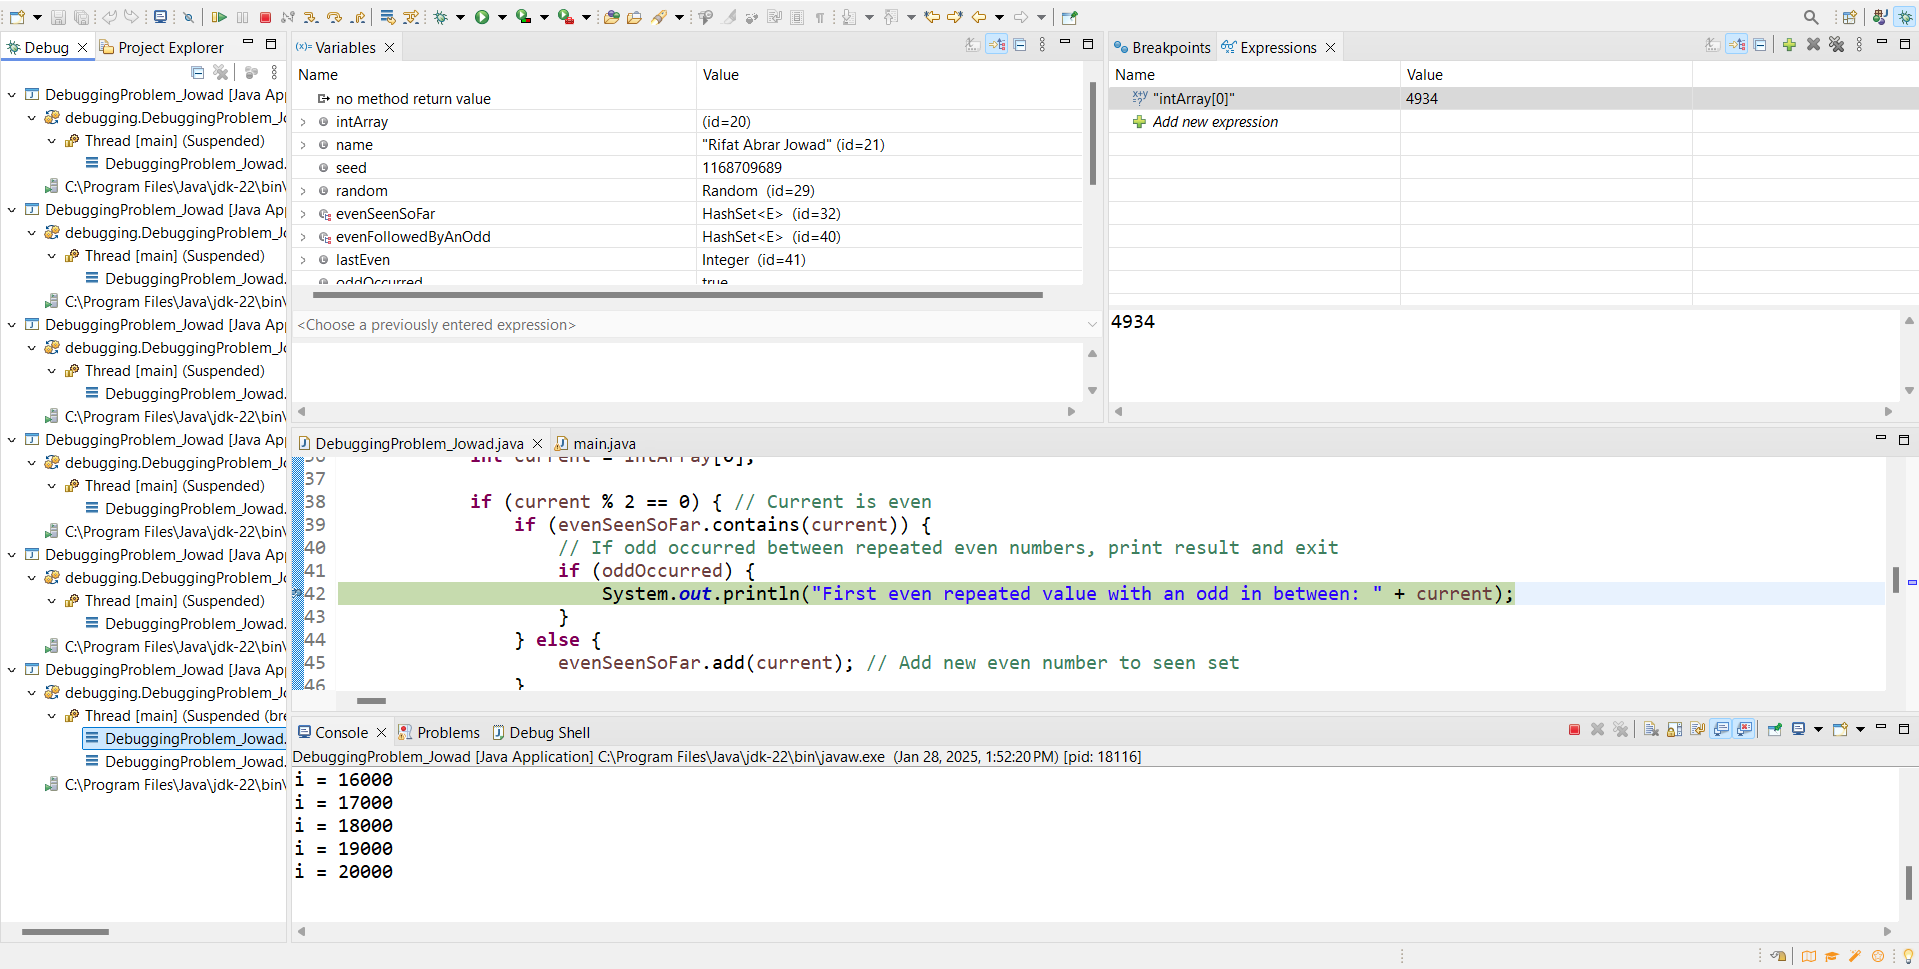 Debug
Project Explorer
DebuggingProblem_Jowad [Java Ap
debugging.DebuggingProblem_Jo
Thread [main] (Suspended)
DebuggingProblem_Jowad.
C:\Program Files\Java\jdk-22\bin\
DebuggingProblem_Jowad [Java Ap
debugging.DebuggingProblem_Jo
Thread [main] (Suspended)
DebuggingProblem_Jowad.
C:\Program Files\Java\jdk-22\bin\
DebuggingProblem_Jowad [Java Ap
debugging.DebuggingProblem_Jo
Thread [main] (Suspended)
DebuggingProblem_Jowad.
C:\Program Files\Java\jdk-22\bin\
DebuggingProblem_Jowad [Java Ap
debugging.DebuggingProblem_Jo
Thread [main] (Suspended)
DebuggingProblem_Jowad.
C:\Program Files\Java\jdk-22\bin\
DebuggingProblem_Jowad [Java Ap
debugging.DebuggingProblem_Jo
Thread [main] (Suspended)
DebuggingProblem_Jowad.
C:\Program Files\Java\jdk-22\bin\
DebuggingProblem_Jowad [Java Ap
debugging.DebuggingProblem_Jo
Thread [main] (Suspended (bre
DebuggingProblem_Jowad.
DebuggingProblem_Jowad.
C:\Program Files\Java\jdk-22\bin\
(x)= Variables
Name Value
no method return value
intArray (id=20)
name "Rifat Abrar Jowad" (id=21)
seed 1168709689
random Random (id=29)
evenSeenSoFar HashSet<E> (id=32)
evenFollowedByAnOdd HashSet<E> (id=40)
lastEven Integer (id=41)
oddOccurred true
<Choose a previously entered expression>
Breakpoints
Expressions
Name Value
"intArray[0]" 4934
Add new expression
4934
DebuggingProblem_Jowad.java
main.java
36 int current = intArray[0];
37
38 if (current % 2 == 0) { // Current is even
39 if (evenSeenSoFar.contains(current)) {
40 // If odd occurred between repeated even numbers, print result and exit
41 if (oddOccurred) {
42 System.out.println("First even repeated value with an odd in between: " + current);
43 }
44 } else {
45 evenSeenSoFar.add(current); // Add new even number to seen set
46 }
Console
Problems
Debug Shell
DebuggingProblem_Jowad [Java Application] C:\Program Files\Java\jdk-22\bin\javaw.exe (Jan 28, 2025, 1:52:20 PM) [pid: 18116]
i = 16000
i = 17000
i = 18000
i = 19000
i = 20000